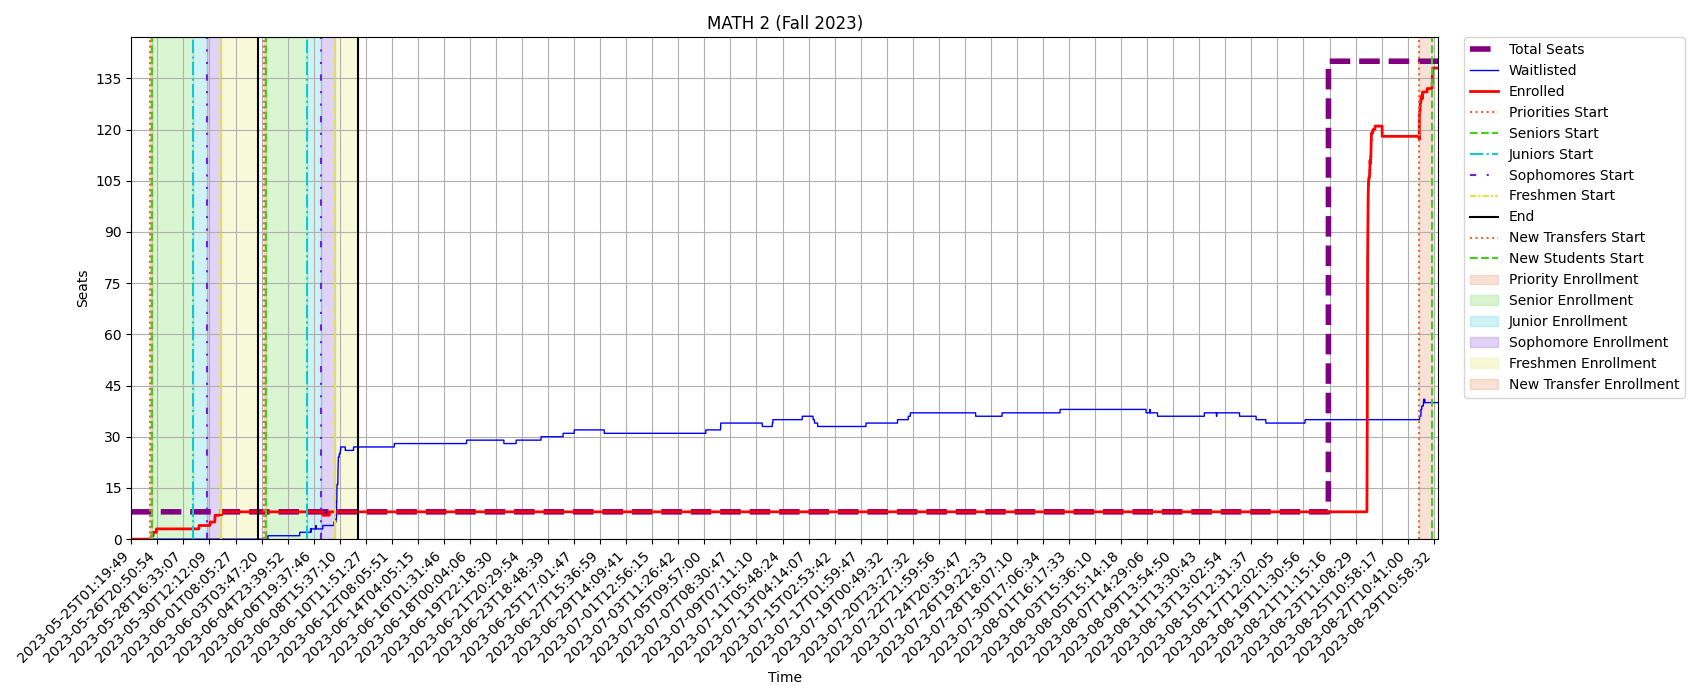 MATH 2 (Fall 2023)
Seats
135
120
105
90
75
60
45
30
15
0
2023-05-25T01:19:49
2023-05-26T20:50:54
2023-05-28T16:33:07
2023-05-30T12:12:09
2023-06-01T08:05:27
2023-06-03T03:47:20
2023-06-04T23:39:52
2023-06-06T19:37:46
2023-06-08T15:37:10
2023-06-10T11:51:27
2023-06-12T08:05:51
2023-06-14T04:05:15
2023-06-16T01:31:46
2023-06-18T00:04:06
2023-06-19T22:18:30
2023-06-21T20:29:54
2023-06-23T18:48:39
2023-06-25T17:01:47
2023-06-27T15:36:59
2023-06-29T14:09:41
2023-07-01T12:56:15
2023-07-03T11:26:42
2023-07-05T09:57:00
2023-07-07T08:30:47
2023-07-09T07:11:10
2023-07-11T05:48:24
2023-07-13T04:14:07
2023-07-15T02:53:42
2023-07-17T01:59:47
2023-07-19T00:49:32
2023-07-20T23:27:32
2023-07-22T21:59:56
2023-07-24T20:35:47
2023-07-26T19:22:33
2023-07-28T18:07:10
2023-07-30T17:06:34
2023-08-01T16:17:33
2023-08-03T15:36:10
2023-08-05T15:14:18
2023-08-07T14:29:06
2023-08-09T13:54:50
2023-08-11T13:30:43
2023-08-13T13:02:54
2023-08-15T12:31:37
2023-08-17T12:02:05
2023-08-19T11:30:56
2023-08-21T11:15:16
2023-08-23T11:08:29
2023-08-25T10:58:17
2023-08-27T10:41:00
2023-08-29T10:58:32
Time
Total Seats
Waitlisted
Enrolled
Priorities Start
Seniors Start
Juniors Start
Sophomores Start
Freshmen Start
End
New Transfers Start
New Students Start
Priority Enrollment
Senior Enrollment
Junior Enrollment
Sophomore Enrollment
Freshmen Enrollment
New Transfer Enrollment